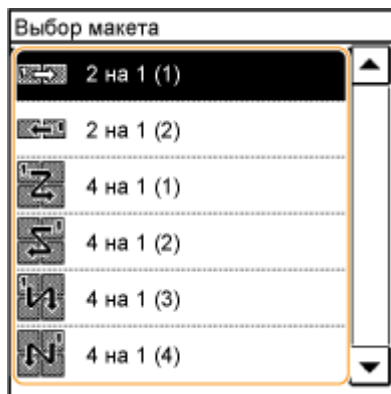 Выбор макета
2 на 1 (1)
2 на 1 (2)
4 на 1 (1)
4 на 1 (2)
4 на 1 (3)
4 на 1 (4)